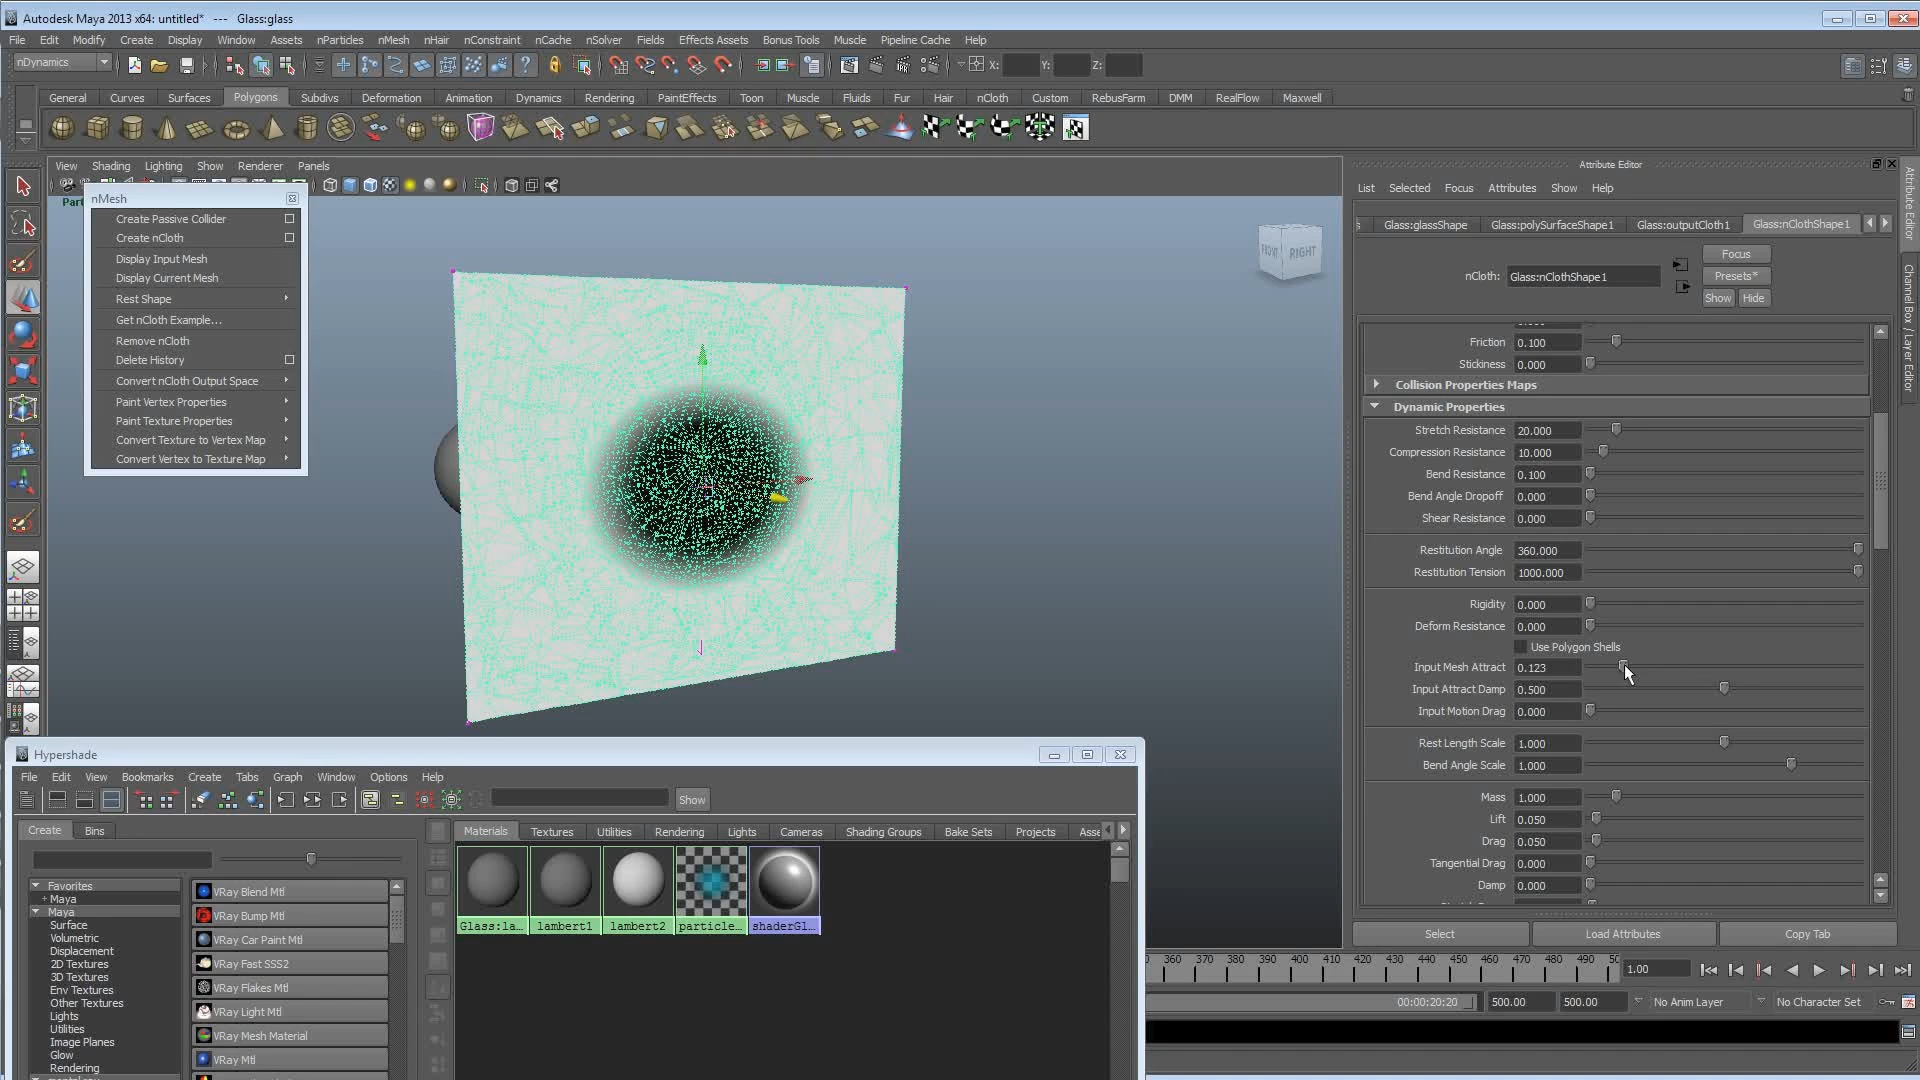 Autodesk Maya 2013 x64: untitled* --- Glass:glass
File Edit Modify Create Display Window Assets nParticles nMesh nHair nConstraint nCache nSolver Fields Effects Assets Bonus Tools Muscle Pipeline Cache Help
nDynamics X: Y: Z:
General Curves Surfaces Polygons Subdivs Deformation Animation Dynamics Rendering PaintEffects Toon Muscle Fluids Fur Hair nCloth Custom RebusFarm DMM RealFlow Maxwell
View Shading Lighting Show Renderer Panels
Part
nMesh
Create Passive Collider
Create nCloth
Display Input Mesh
Display Current Mesh
Rest Shape
Get nCloth Example...
Remove nCloth
Delete History
Convert nCloth Output Space
Paint Vertex Properties
Paint Texture Properties
Convert Texture to Vertex Map
Convert Vertex to Texture Map
FRONT RIGHT
Attribute Editor
List Selected Focus Attributes Show Help
Glass:glassShape Glass:polySurfaceShape1 Glass:outputCloth1 Glass:nClothShape1
Focus
nCloth: Glass:nClothShape1 Presets*
Show Hide
Friction 0.100
Stickiness 0.000
Collision Properties Maps
Dynamic Properties
Stretch Resistance 20.000
Compression Resistance 10.000
Bend Resistance 0.100
Bend Angle Dropoff 0.000
Shear Resistance 0.000
Restitution Angle 360.000
Restitution Tension 1000.000
Rigidity 0.000
Deform Resistance 0.000
Use Polygon Shells
Input Mesh Attract 0.123
Input Attract Damp 0.500
Input Motion Drag 0.000
Rest Length Scale 1.000
Bend Angle Scale 1.000
Mass 1.000
Lift 0.050
Drag 0.050
Tangential Drag 0.000
Damp 0.000
Select Load Attributes Copy Tab
Attribute Editor
Channel Box / Layer Editor
Hypershade
File Edit View Bookmarks Create Tabs Graph Window Options Help
Show
Create Bins
Materials Textures Utilities Rendering Lights Cameras Shading Groups Bake Sets Projects Asse
Favorites
+ Maya
Maya
Surface
Volumetric
Displacement
2D Textures
3D Textures
Env Textures
Other Textures
Lights
Utilities
Image Planes
Glow
Rendering
VRay Blend Mtl
VRay Bump Mtl
VRay Car Paint Mtl
VRay Fast SSS2
VRay Flakes Mtl
VRay Light Mtl
VRay Mesh Material
VRay Mtl
Glass:la... lambert1 lambert2 particle... shaderGl...
360 370 380 390 400 410 420 430 440 450 460 470 480 490 1.00
00:00:20:20 500.00 500.00 No Anim Layer No Character Set